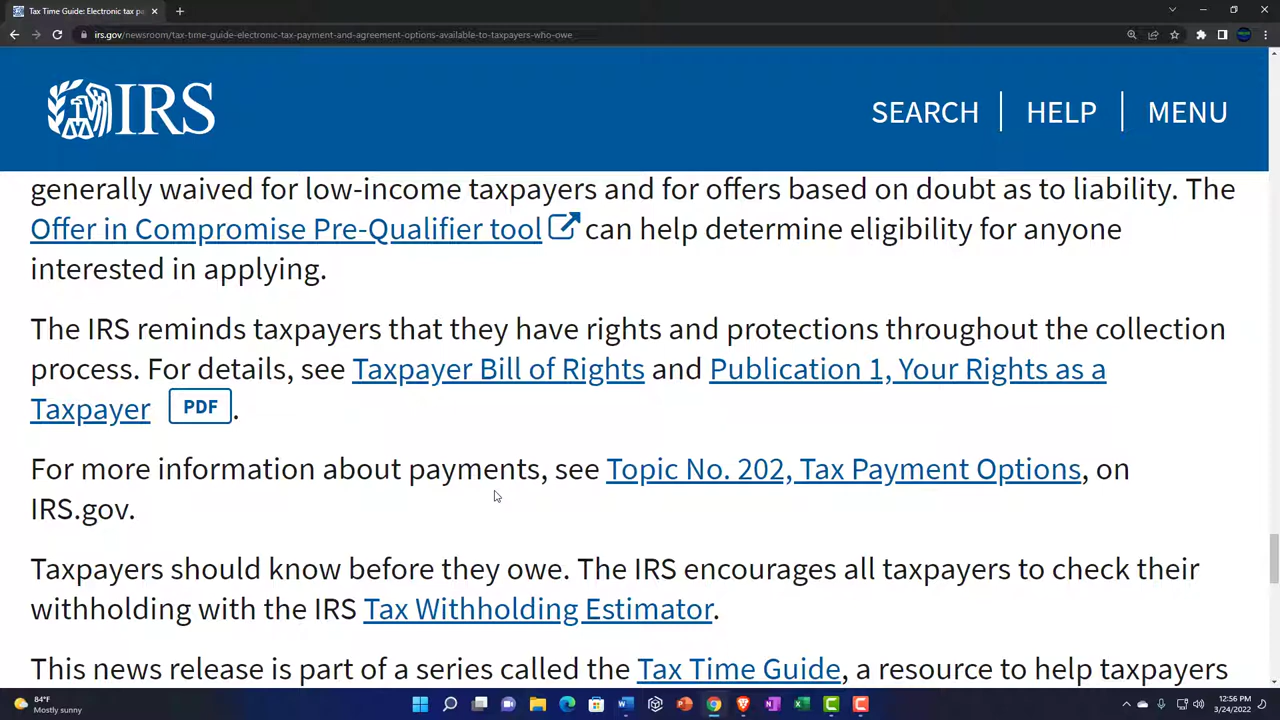 Tax Time Guide: Electronic tax p
irs.gov/newsroom/tax-time-guide-electronic-tax-payment-and-agreement-options-available-to-taxpayers-who-owe
IRS
SEARCH HELP MENU
generally waived for low-income taxpayers and for offers based on doubt as to liability. The
Offer in Compromise Pre-Qualifier tool can help determine eligibility for anyone
interested in applying.
The IRS reminds taxpayers that they have rights and protections throughout the collection
process. For details, see Taxpayer Bill of Rights and Publication 1, Your Rights as a
Taxpayer PDF.
For more information about payments, see Topic No. 202, Tax Payment Options, on
IRS.gov.
Taxpayers should know before they owe. The IRS encourages all taxpayers to check their
withholding with the IRS Tax Withholding Estimator.
This news release is part of a series called the Tax Time Guide, a resource to help taxpayers
84°F
Mostly sunny
12:56 PM
3/24/2022